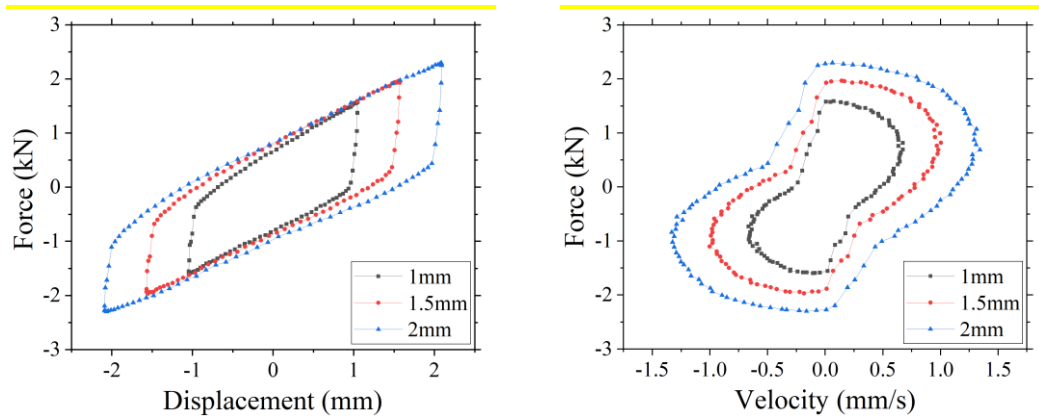 3
2
1
0
-1
-2
-3
Force (kN)
-2 -1 0 1 2
Displacement (mm)
1mm
1.5mm
2mm
3
2
1
0
-1
-2
-3
Force (kN)
-1.5 -1.0 -0.5 0.0 0.5 1.0 1.5
Velocity (mm/s)
1mm
1.5mm
2mm